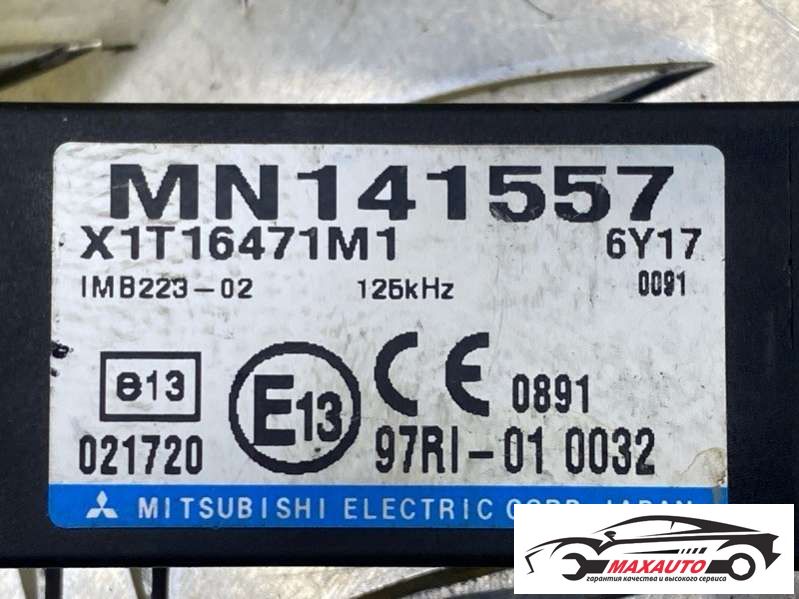 MN141557
X1T16471M1 6Y17
IMB223-02 125kHz 0091
e13 E13 CE 0891
021720 97RI-01 0032
MITSUBISHI ELECTRIC CORP. JAPAN
MAXAUTO
гарантия качества и высокого сервиса